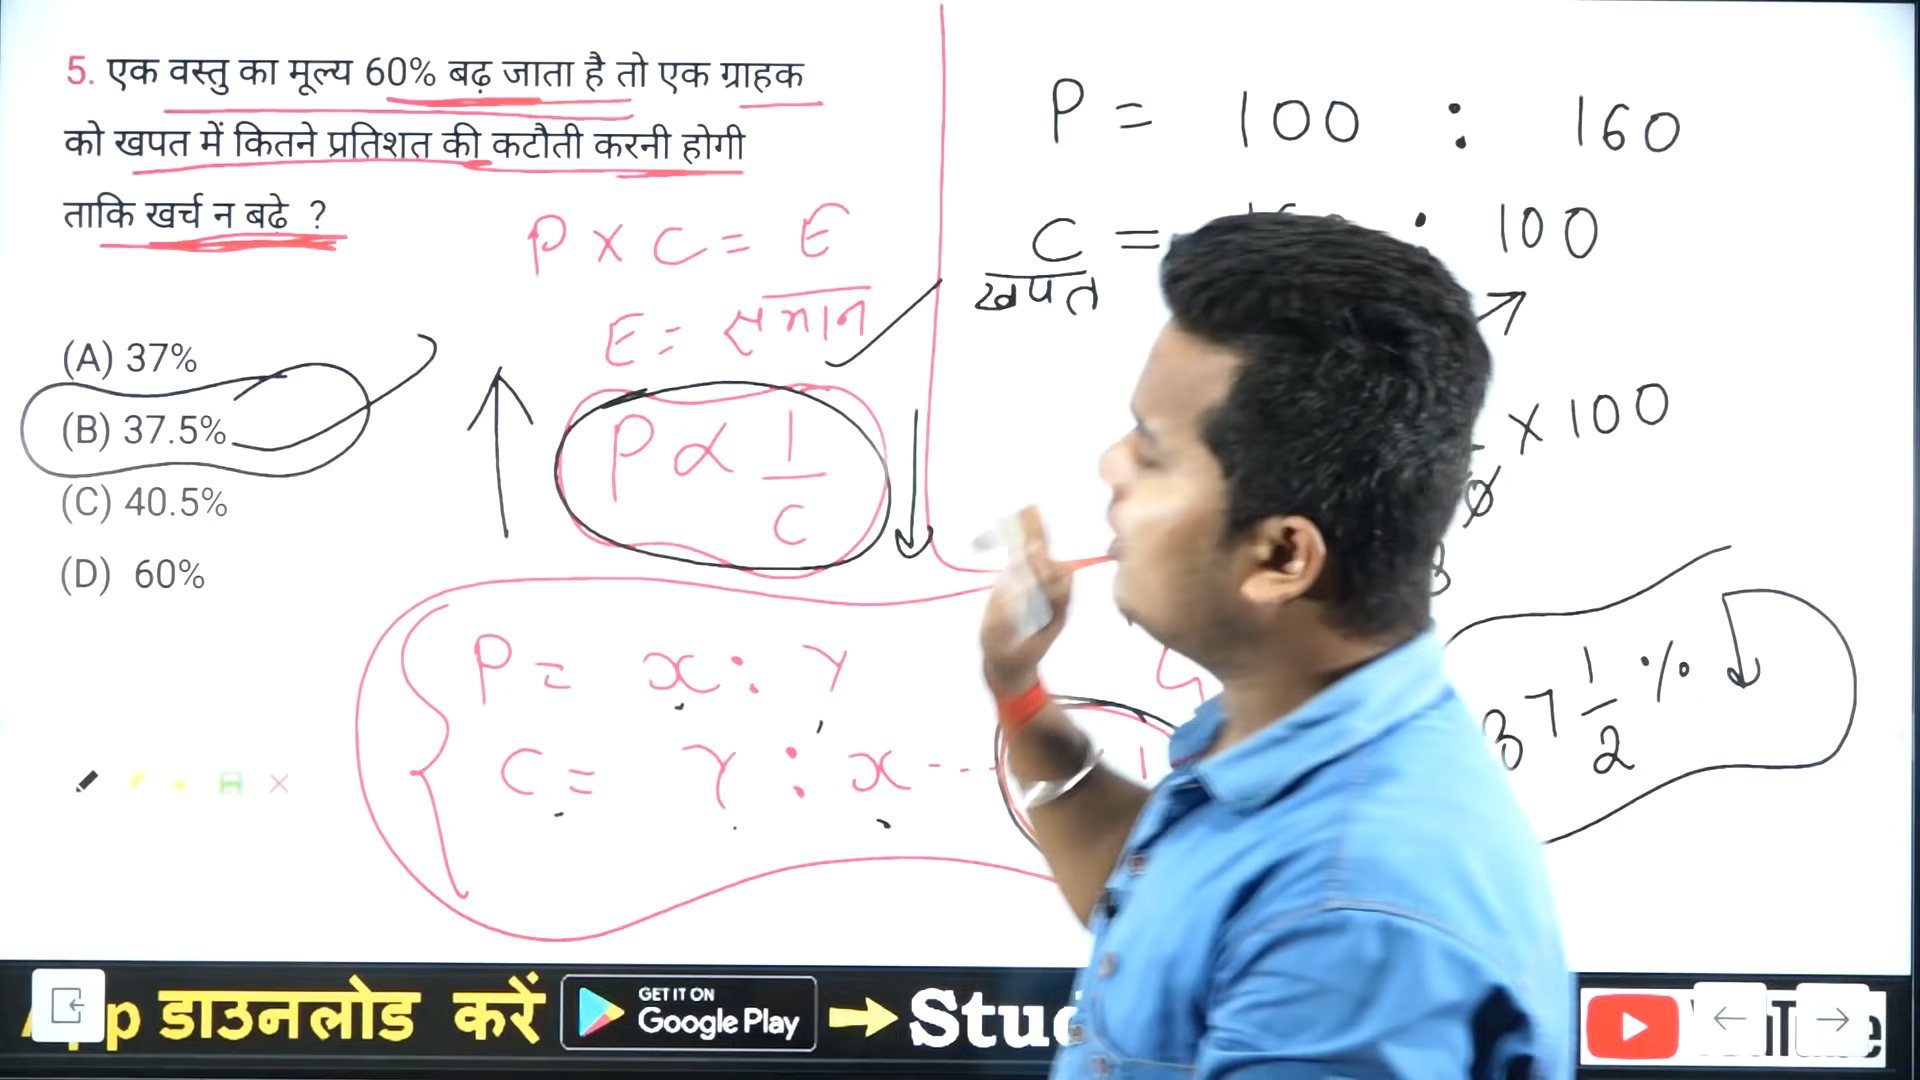 5. एक वस्तु का मूल्य 60% बढ़ जाता है तो एक ग्राहक
को खपत में कितने प्रतिशत की कटौती करनी होगी
ताकि खर्च न बढे ?
(A) 37%
(B) 37.5%
(C) 40.5%
(D) 60%
P × C = E
E = समान
P ∝ 1/C
P = x : y
C = y : x
P = 100 : 160
C = : 100
खपत
× 100
37 1/2 %
डाउनलोड करें
GET IT ON
Google Play